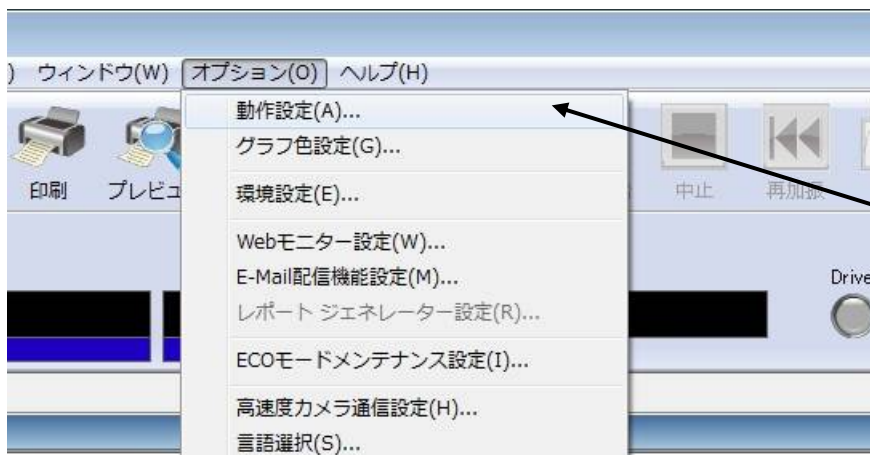 ) ウィンドウ(W) オプション(O) ヘルプ(H)
動作設定(A)...
グラフ色設定(G)...
環境設定(E)...
Webモニター設定(W)...
E-Mail配信機能設定(M)...
レポート ジェネレーター設定(R)...
ECOモードメンテナンス設定(I)...
高速度カメラ通信設定(H)...
言語選択(S)...
印刷 プレビュ 中止 再加振
Drive